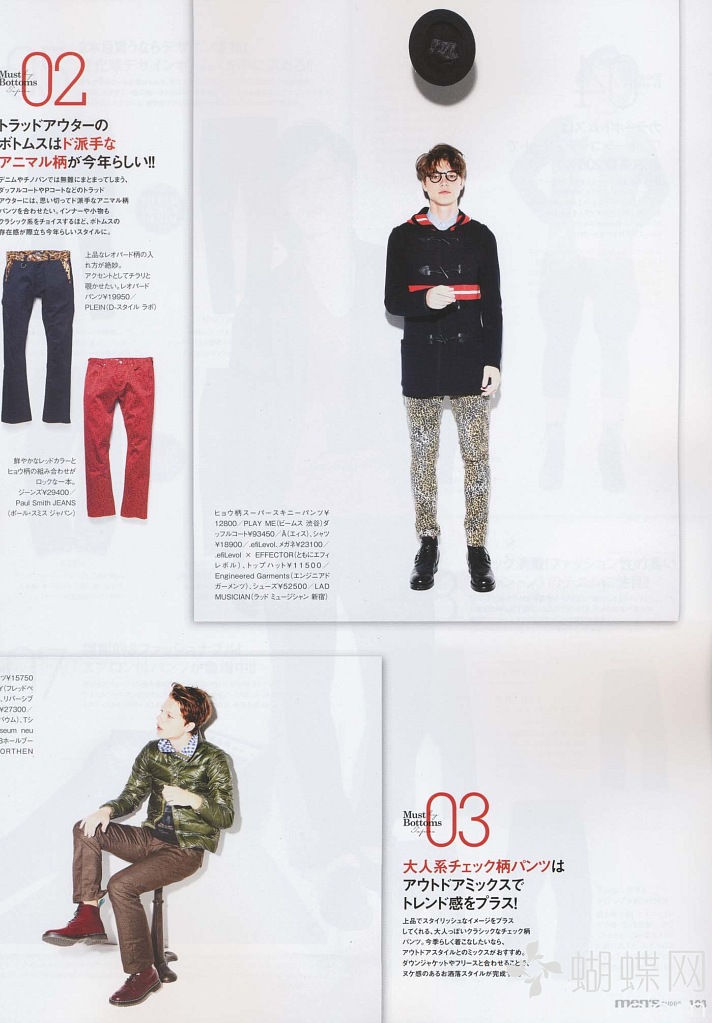 Must Buy
Bottoms
Topics
02
トラッドアウターの
ボトムスはド派手な
アニマル柄が今年らしい!!
デニムやチノパンでは無難にまとまってしまう、
ダッフルコートやPコートなどのトラッド
アウターには、思い切ってド派手なアニマル柄
パンツを合わせたい。インナーや小物も
クラシック系をチョイスするほど、ボトムスの
存在感が際立ち今年らしいスタイルに。
上品なレオパード柄の入
れ方が絶妙。
アクセントとしてチラリと
覗かせたい。レオパード
パンツ¥19950／
PLEIN(D-スタイル ラボ)
鮮やかなレッドカラーと
ヒョウ柄の組み合わせが
ロックな一本。
ジーンズ¥29400／
Paul Smith JEANS
(ポール・スミス ジャパン)
ヒョウ柄スーパースキニーパンツ¥
12800／PLAY ME(ビームス 渋谷)ダ
ッフルコート¥93450／Å(エィス)、シャツ
¥18900／.efiLevol、メガネ¥23100／
.efiLevol × EFFECTOR(ともにエフィ
レボル)、トップハット¥11500／
Engineered Garments(エンジニアド
ガーメンツ)、シューズ¥52500／LAD
MUSICIAN(ラッド ミュージシャン 新宿)
ツ¥15750
Y(フレッドペ
、リバーシブ
¥27300／
バウム)、Tシ
seum neu
8ホールブー
ORTHEN
Must Buy
Bottoms
Topics
03
大人系チェック柄パンツは
アウトドアミックスで
トレンド感をプラス!
上品でスタイリッシュなイメージをプラス
してくれる、大人っぽいクラシックなチェック柄
パンツ。今季らしく着こなしたいなら、
アウトドアスタイルとのミックスがおすすめ。
ダウンジャケットやフリースと合わせることで、
ヌケ感のあるお洒落スタイルが完成
蝴蝶网
men's